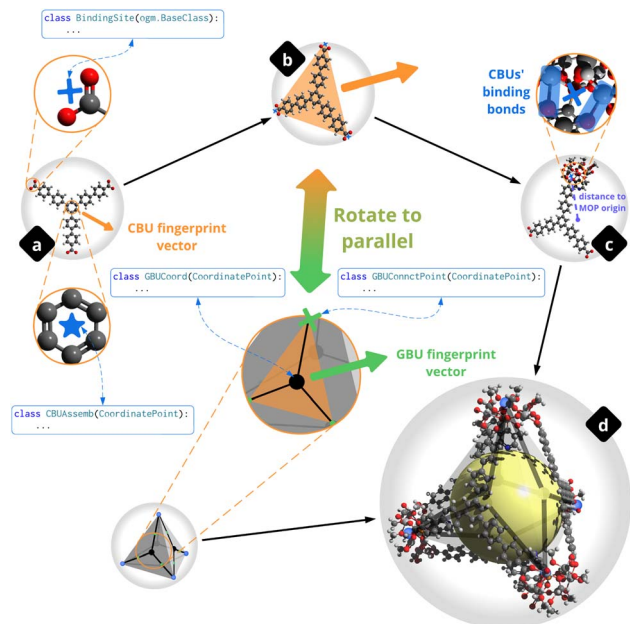 class BindingSite(ogm.BaseClass):
...
b
CBUs'
binding
bonds
a
CBU fingerprint
vector
Rotate to
parallel
distance to
MOP origin
c
class GBUCoord(CoordinatePoint):
...
class GBUConnctPoint(CoordinatePoint):
...
GBU fingerprint
vector
class CBUAssemb(CoordinatePoint):
...
d